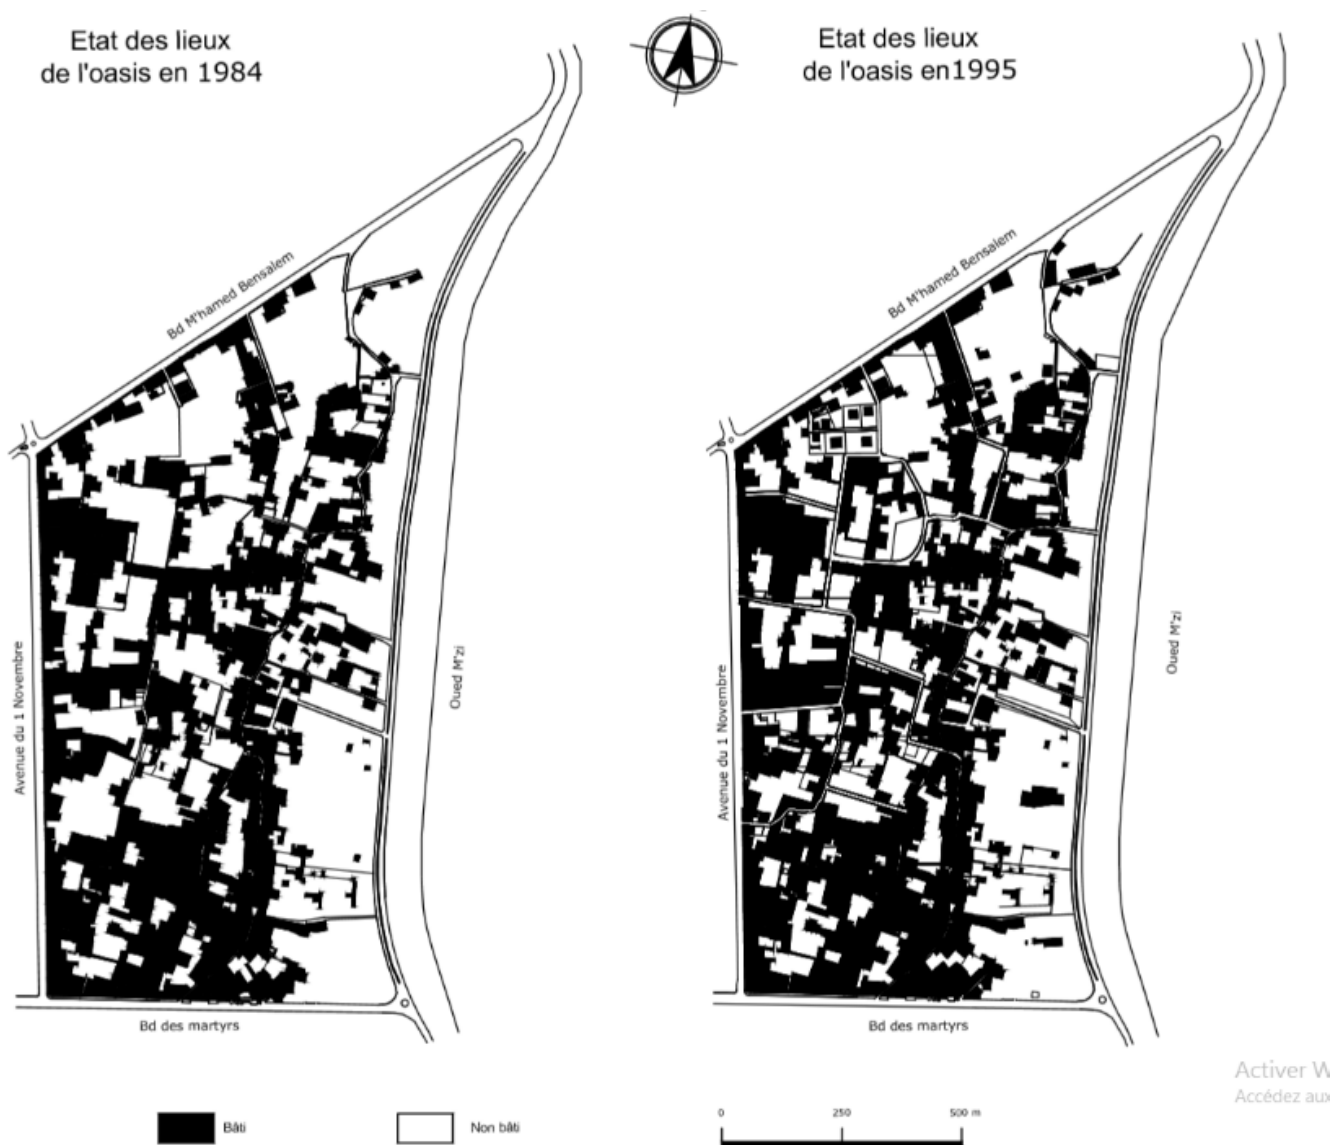 Etat des lieux
de l'oasis en 1984
Etat des lieux
de l'oasis en1995
Bd M'hamed Bensalem
Bd M'hamed Bensalem
Avenue du 1 Novembre
Oued M'zi
Avenue du 1 Novembre
Oued M'zi
Bd des martyrs
Bd des martyrs
Activer W
Accédez aux
Bâti
Non bâti
0 250 500 m